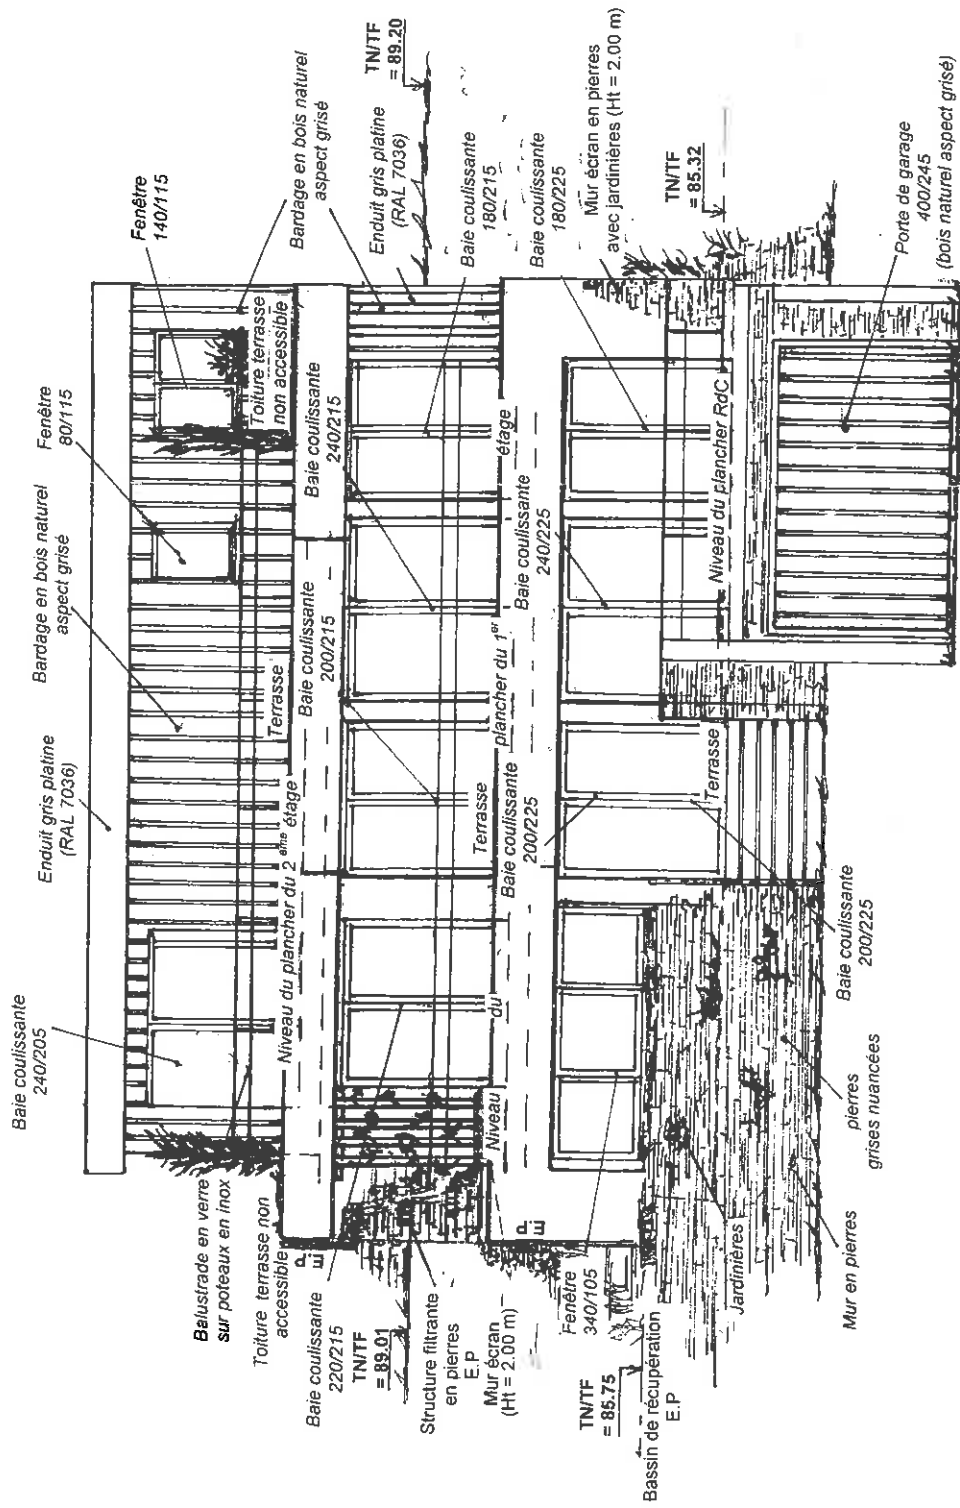 Baie coulissante
240/205
Enduit gris platine
(RAL 7036)
Bardage en bois naturel
aspect grisé
Fenêtre
80/115
Fenêtre
140/115
Bardage en bois naturel
aspect grisé
TN/TF
= 89.20
Enduit gris platine
(RAL 7036)
Baie coulissante
180/215
Baie coulissante
180/225
Mur écran en pierres
avec jardinières (Ht = 2.00 m)
TN/TF
= 85.32
Porte de garage
400/245
(bois naturel aspect grisé)
Balustrade en verre
sur poteaux en inox
Toiture terrasse non
accessible
Baie coulissante
220/215
TN/TF
= 89.01
Structure filtrante
en pierres
E.P
Mur écran
(Ht = 2.00 m)
Fenêtre
340/105
TN/TF
= 85.75
Bassin de récupération
E.P
Terrasse
Toiture terrasse
non accessible
Niveau du plancher du 2 ème étage
Baie coulissante
200/215
Baie coulissante
240/215
E.P
Terrasse
Niveau du plancher du 1er étage
Baie coulissante
200/225
Baie coulissante
240/225
E.P
Terrasse
Niveau du plancher RdC
Jardinières
Mur en pierres
pierres
grises nuancées
Baie coulissante
200/225